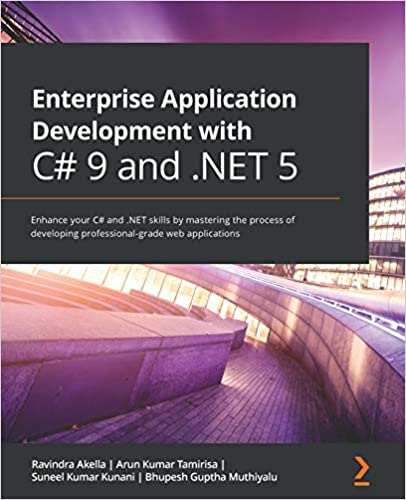 Enterprise Application
Development with
C# 9 and .NET 5
Enhance your C# and .NET skills by mastering the process of
developing professional-grade web applications
Ravindra Akella | Arun Kumar Tamirisa |
Suneel Kumar Kunani | Bhupesh Guptha Muthiyalu